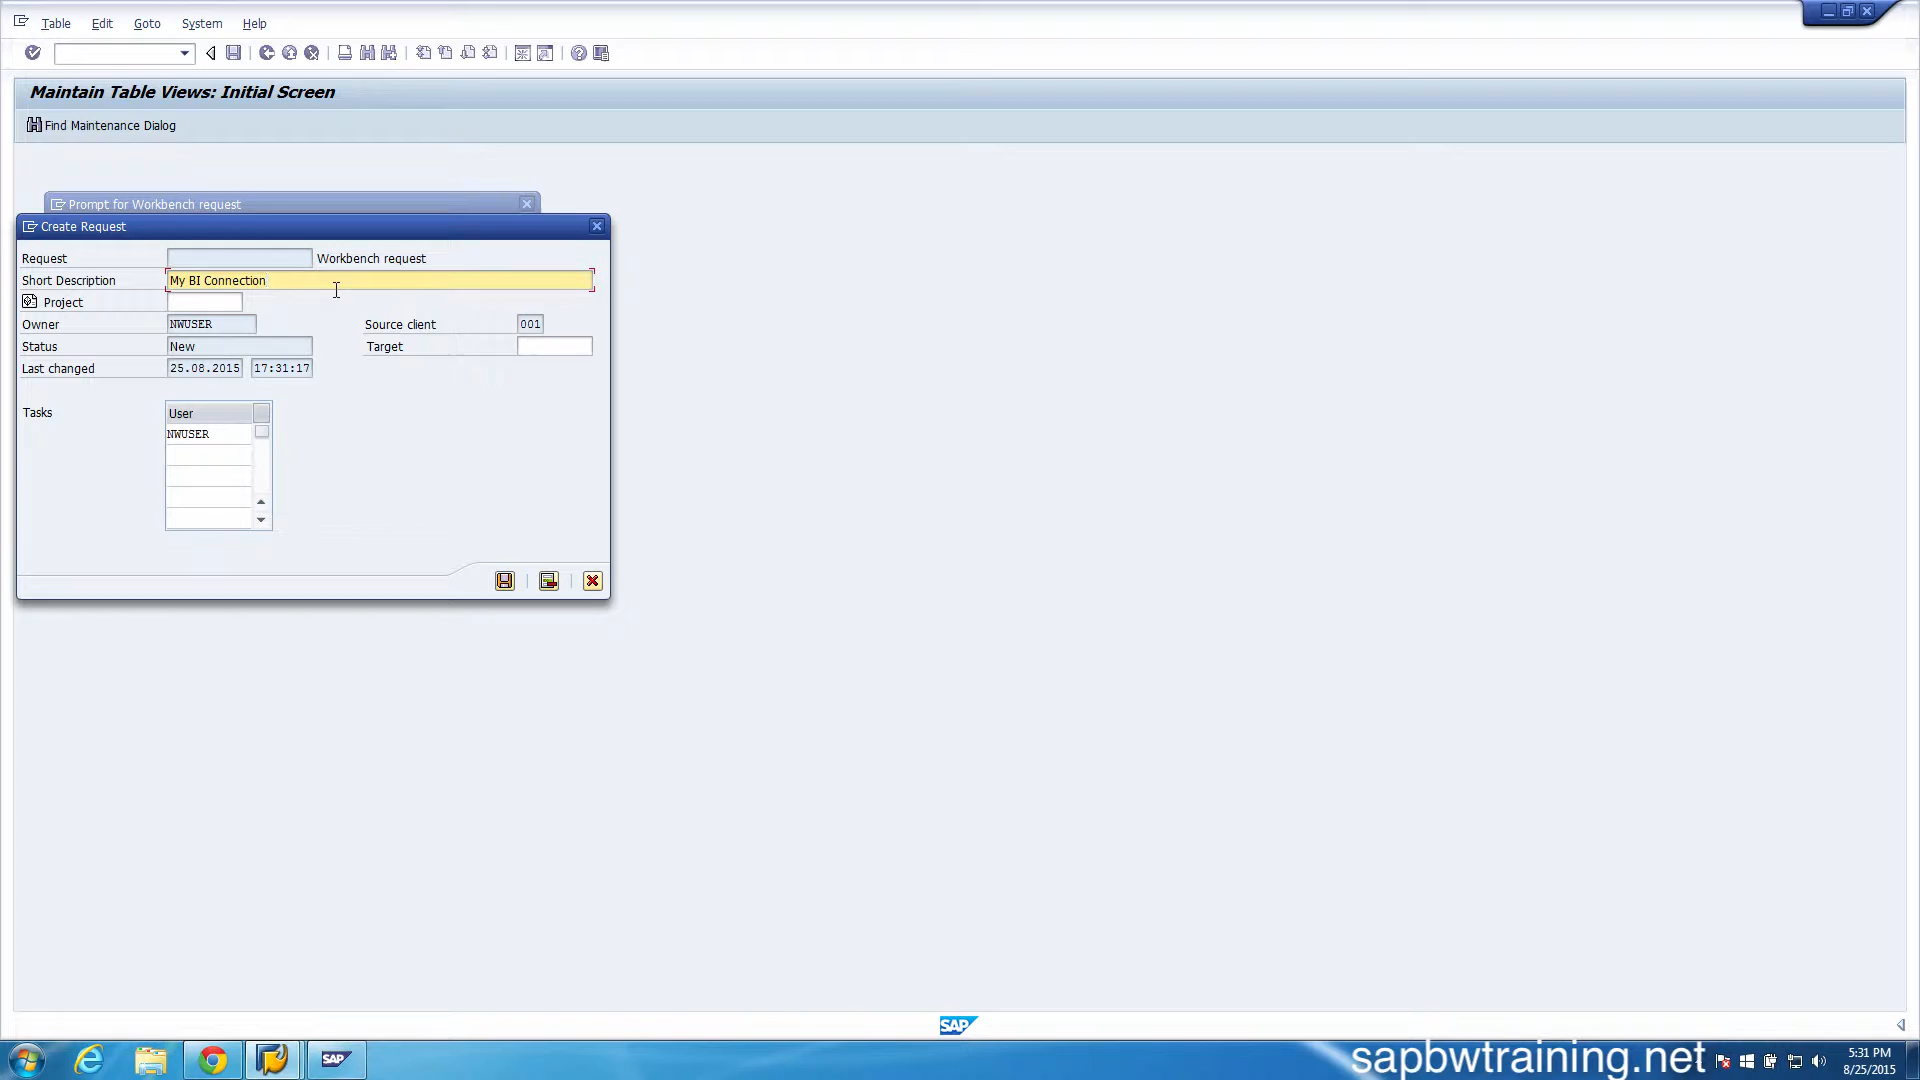 Table Edit Goto System Help
Maintain Table Views: Initial Screen
Find Maintenance Dialog
Prompt for Workbench request
Create Request
Request Workbench request
Short Description My BI Connection
Project
Owner NWUSER Source client 001
Status New Target
Last changed 25.08.2015 17:31:17
Tasks User
NWUSER
SAP
SAP
sapbwtraining.net
5:31 PM
8/25/2015